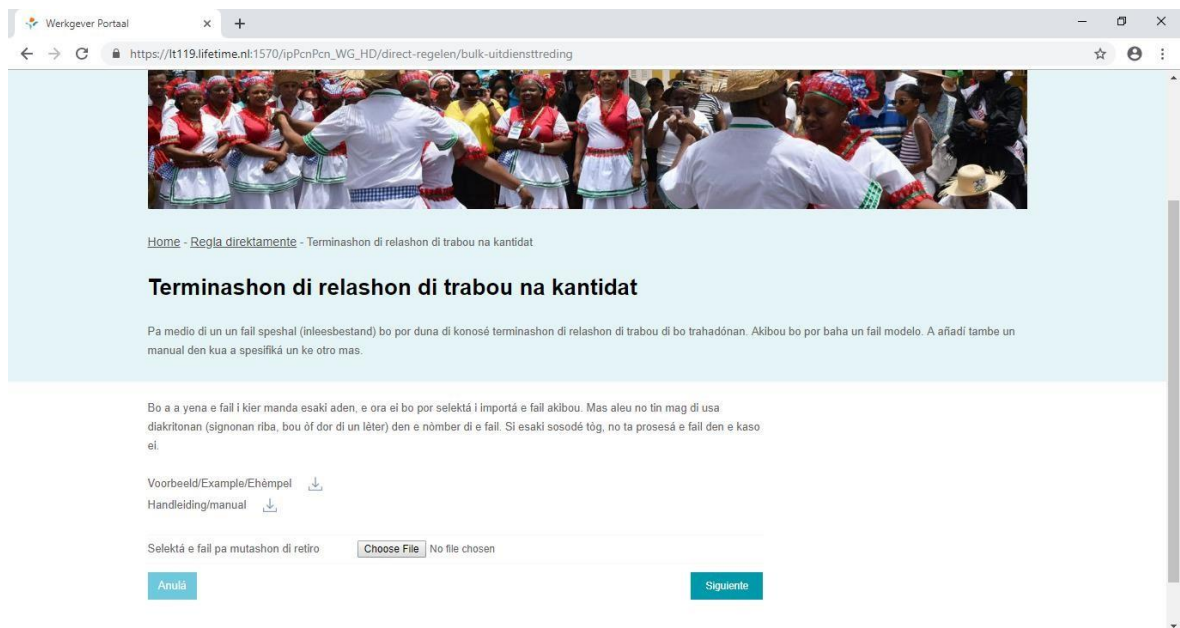 Werkgever Portaal
https://lt119.lifetime.nl:1570/ipPcnPcn_WG_HD/direct-regelen/bulk-uitdiensttreding
Home - Regla direktamente - Terminashon di relashon di trabou na kantidat
Terminashon di relashon di trabou na kantidat
Pa medio di un un fail speshal (inleesbestand) bo por duna di konosé terminashon di relashon di trabou di bo trahadónan. Akibou bo por baha un fail modelo. A añadí tambe un
manual den kua a spesifiká un ke otro mas.
Bo a a yena e fail i kier manda esaki aden, e ora ei bo por selektá i importá e fail akibou. Mas aleu no tin mag di usa
diakritonan (signonan riba, bou òf dor di un lèter) den e nòmber di e fail. Si esaki sosodé tòg, no ta prosesá e fail den e kaso
ei.
Voorbeeld/Example/Ehèmpel
Handleiding/manual
Selektá e fail pa mutashon di retiro Choose File No file chosen
Anulá Siguiente